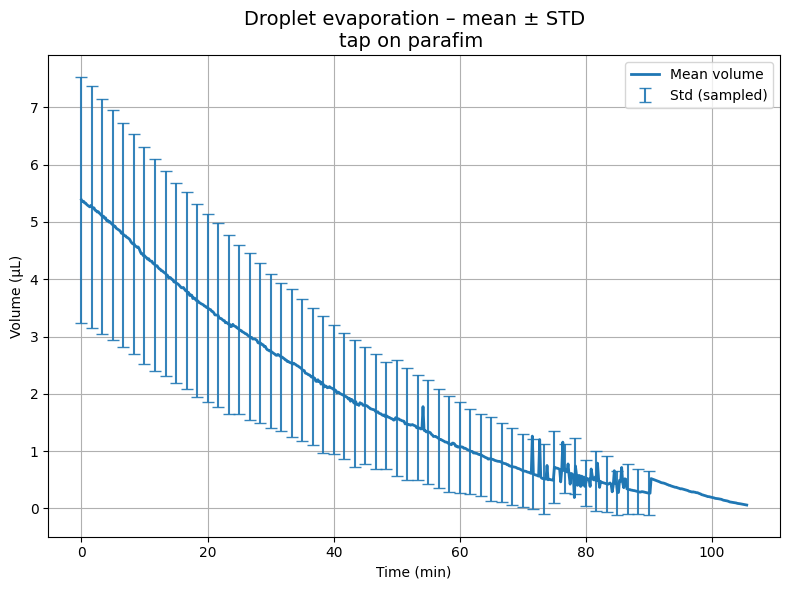 Droplet evaporation – mean ± STD
tap on parafim
Mean volume
Std (sampled)
Volume (µL)
7
6
5
4
3
2
1
0
0 20 40 60 80 100
Time (min)